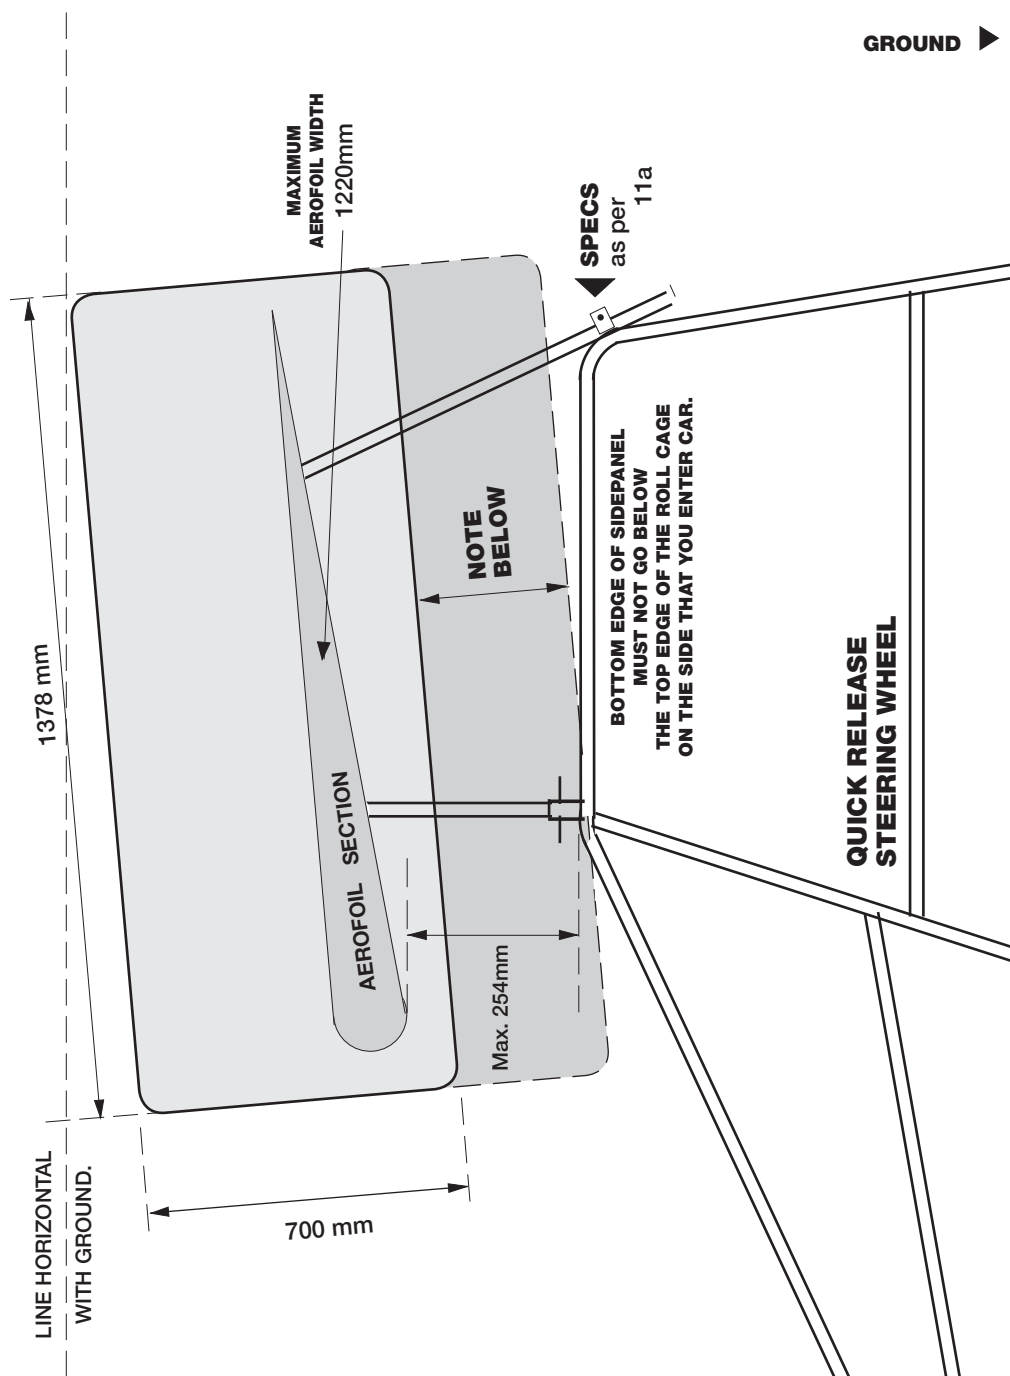 LINE HORIZONTAL
WITH GROUND.
1378 mm
MAXIMUM
AEROFOIL WIDTH
1220mm
AEROFOIL SECTION
700 mm
NOTE
BELOW
Max. 254mm
SPECS
as per
11a
BOTTOM EDGE OF SIDEPANEL
MUST NOT GO BELOW
THE TOP EDGE OF THE ROLL CAGE
ON THE SIDE THAT YOU ENTER CAR.
QUICK RELEASE
STEERING WHEEL
GROUND